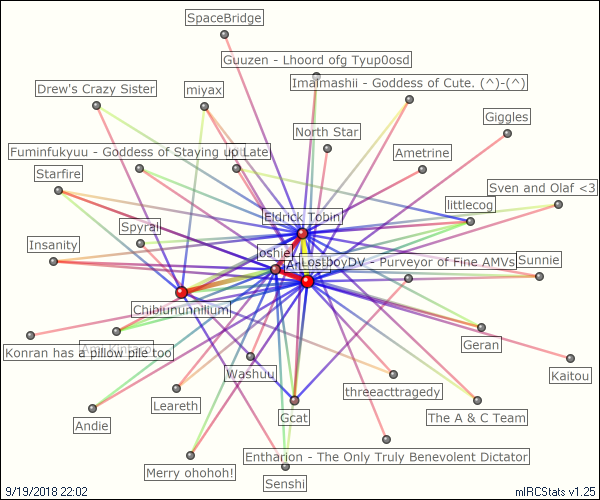 SpaceBridge
Guuzen - Lhoord ofg Tyup0osd
Drew's Crazy Sister
miyax
Imaimashii - Goddess of Cute. (^)-(^)
Giggles
North Star
Fuminfukyuu - Goddess of Staying up Late
Ametrine
Starfire
Sven and Olaf <3
littlecog
Eldrick Tobin
Spyral
Insanity
oshie
LostboyDV - Purveyor of Fine AMVs
Sunnie
Chibiununnilium
Geran
Konran has a pillow pile too
Washuu
Kaitou
threeacttragedy
Leareth
Andie
Gcat
The A & C Team
Entharion - The Only Truly Benevolent Dictator
Merry ohohoh!
Senshi
9/19/2018 22:02
mIRCStats v1.25